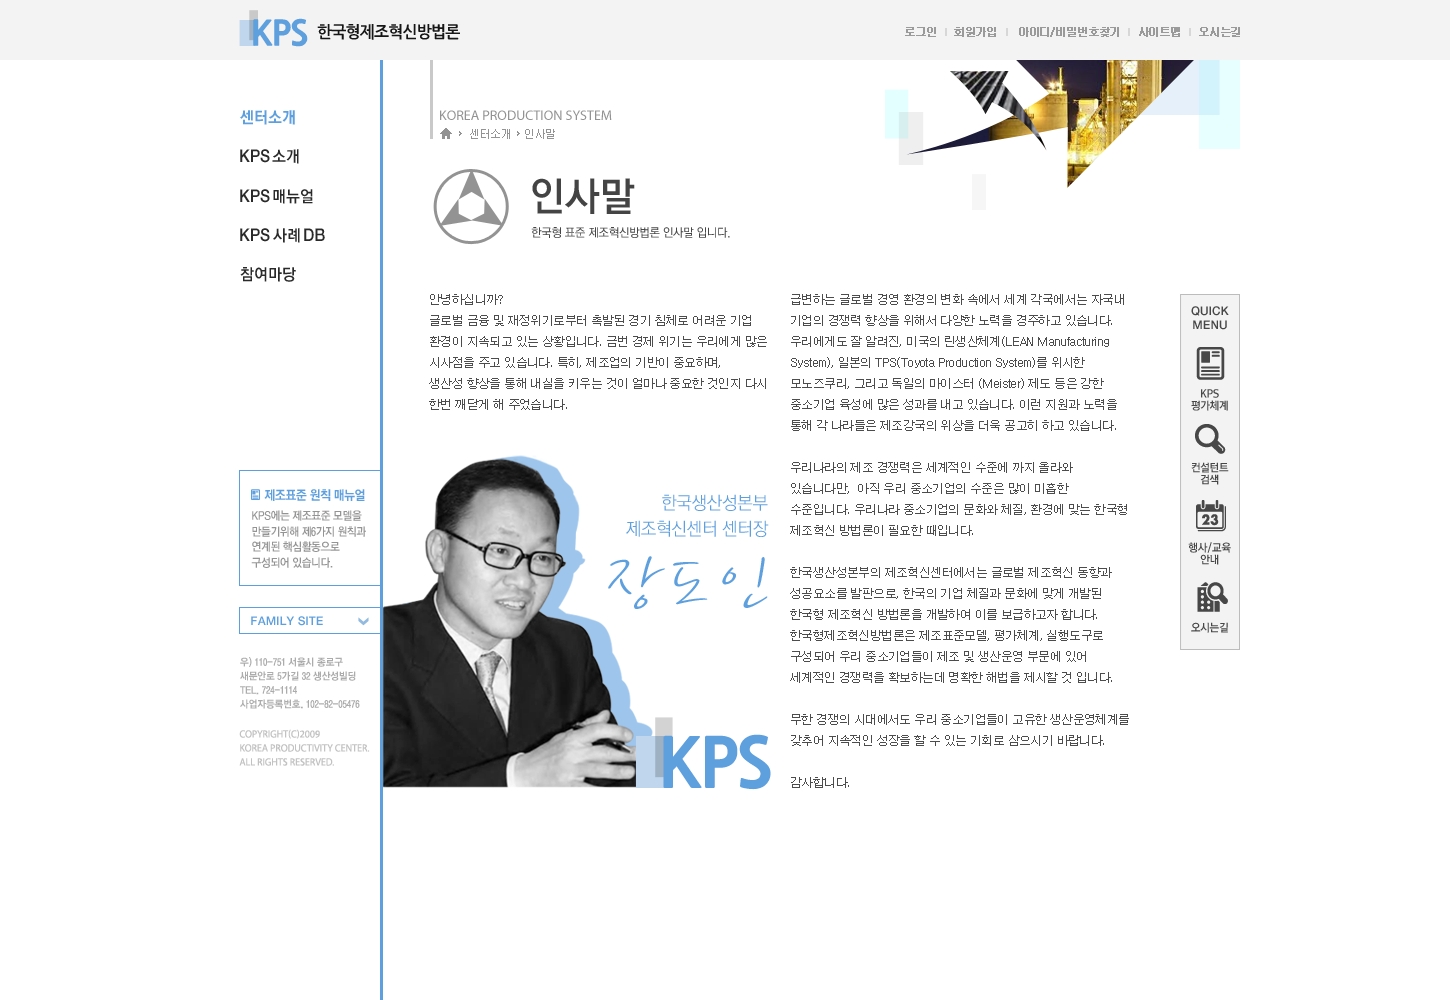 KPS 한국형제조혁신방법론
로그인 회원가입 아이디/비밀번호찾기 사이트맵 오시는길
센터소개
KPS 소개
KPS 매뉴얼
KPS 사례 DB
참여마당
제조표준 원칙 매뉴얼
KPS에는 제조표준 모델을
만들기위해 제6가지 원칙과
연계된 핵심활동으로
구성되어 있습니다.
FAMILY SITE
우) 110-751 서울시 종로구
새문안로 5가길 32 생산성빌딩
TEL. 724-1114
사업자등록번호. 102-82-05476
COPYRIGHT(C)2009
KOREA PRODUCTIVITY CENTER.
ALL RIGHTS RESERVED.
KOREA PRODUCTION SYSTEM
센터소개 > 인사말
인사말
한국형 표준 제조혁신방법론 인사말 입니다.
안녕하십니까?
글로벌 금융 및 재정위기로부터 촉발된 경기 침체로 어려운 기업
환경이 지속되고 있는 상황입니다. 금번 경제 위기는 우리에게 많은
시사점을 주고 있습니다. 특히, 제조업의 기반이 중요하며,
생산성 향상을 통해 내실을 키우는 것이 얼마나 중요한 것인지 다시
한번 깨닫게 해 주었습니다.
한국생산성본부
제조혁신센터 센터장
장도인
KPS
급변하는 글로벌 경영 환경의 변화 속에서 세계 각국에서는 자국내
기업의 경쟁력 향상을 위해서 다양한 노력을 경주하고 있습니다.
우리에게도 잘 알려진, 미국의 린생산체계(LEAN Manufacturing
System), 일본의 TPS(Toyota Production System)를 위시한
모노즈쿠리, 그리고 독일의 마이스터 (Meister) 제도 등은 강한
중소기업 육성에 많은 성과를 내고 있습니다. 이런 지원과 노력을
통해 각 나라들은 제조강국의 위상을 더욱 공고히 하고 있습니다.
우리나라의 제조 경쟁력은 세계적인 수준에 까지 올라와
있습니다만, 아직 우리 중소기업의 수준은 많이 미흡한
수준입니다. 우리나라 중소기업의 문화와 체질, 환경에 맞는 한국형
제조혁신 방법론이 필요한 때입니다.
한국생산성본부의 제조혁신센터에서는 글로벌 제조혁신 동향과
성공요소를 발판으로, 한국의 기업 체질과 문화에 맞게 개발된
한국형 제조혁신 방법론을 개발하여 이를 보급하고자 합니다.
한국형제조혁신방법론은 제조표준모델, 평가체계, 실행도구로
구성되어 우리 중소기업들이 제조 및 생산운영 부문에 있어
세계적인 경쟁력을 확보하는데 명확한 해법을 제시할 것 입니다.
무한 경쟁의 시대에서도 우리 중소기업들이 고유한 생산운영체계를
갖추어 지속적인 성장을 할 수 있는 기회로 삼으시기 바랍니다.
감사합니다.
QUICK
MENU
KPS
평가체계
컨설턴트
검색
23
행사/교육
안내
오시는길